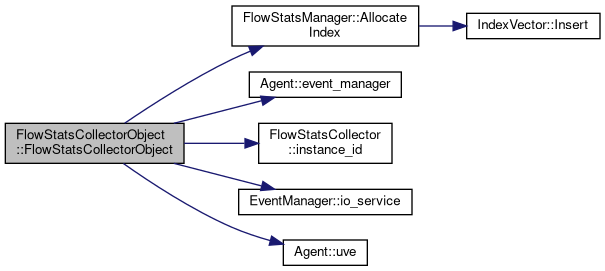 FlowStatsManager::Allocate
Index
IndexVector::Insert
Agent::event_manager
FlowStatsCollectorObject
::FlowStatsCollectorObject
FlowStatsCollector
::instance_id
EventManager::io_service
Agent::uve